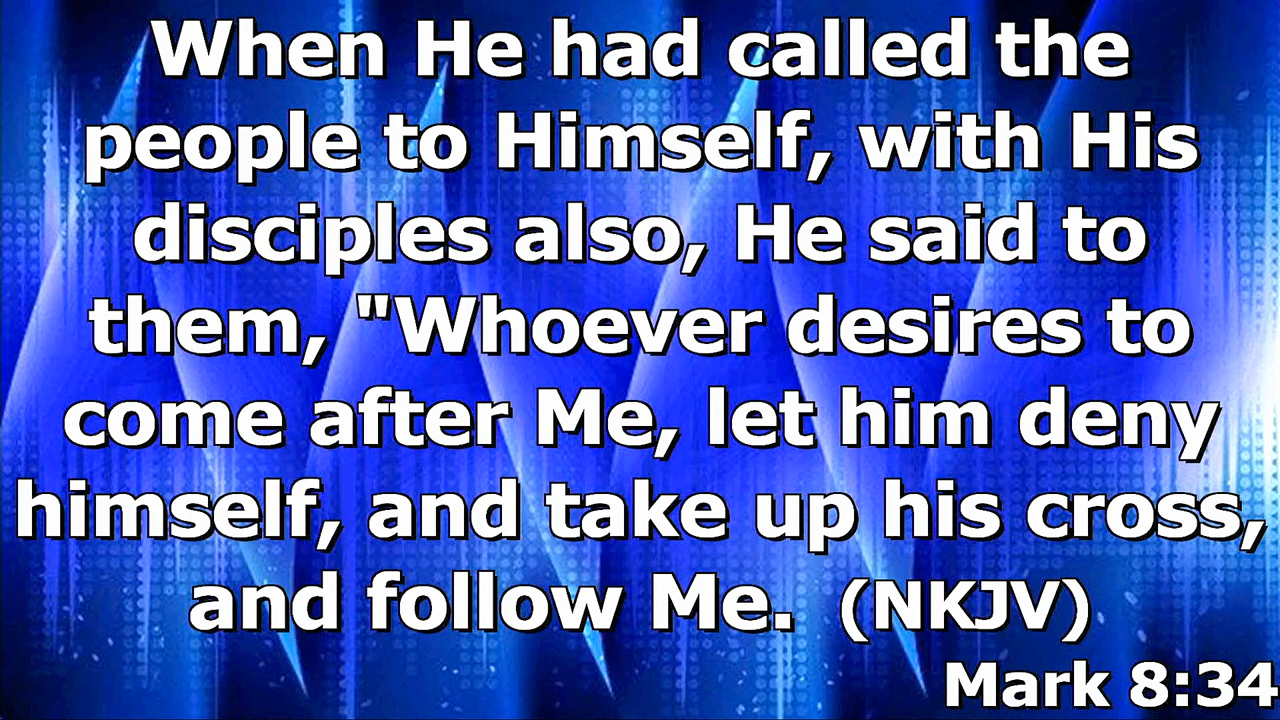 When He had called the
people to Himself, with His
disciples also, He said to
them, "Whoever desires to
come after Me, let him deny
himself, and take up his cross,
and follow Me. (NKJV)
Mark 8:34